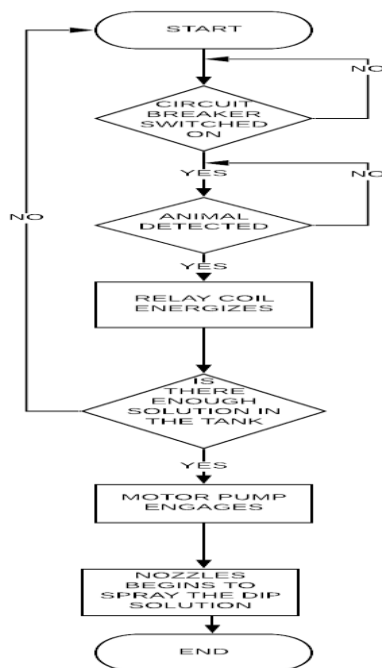 START
NO
CIRCUIT
BREAKER
SWITCHED
ON
YES
NO
ANIMAL
DETECTED
NO
YES
RELAY COIL
ENERGIZES
IS
THERE
ENOUGH
SOLUTION IN
THE TANK
YES
MOTOR PUMP
ENGAGES
NOZZLES
BEGINS TO
SPRAY THE DIP
SOLUTION
END